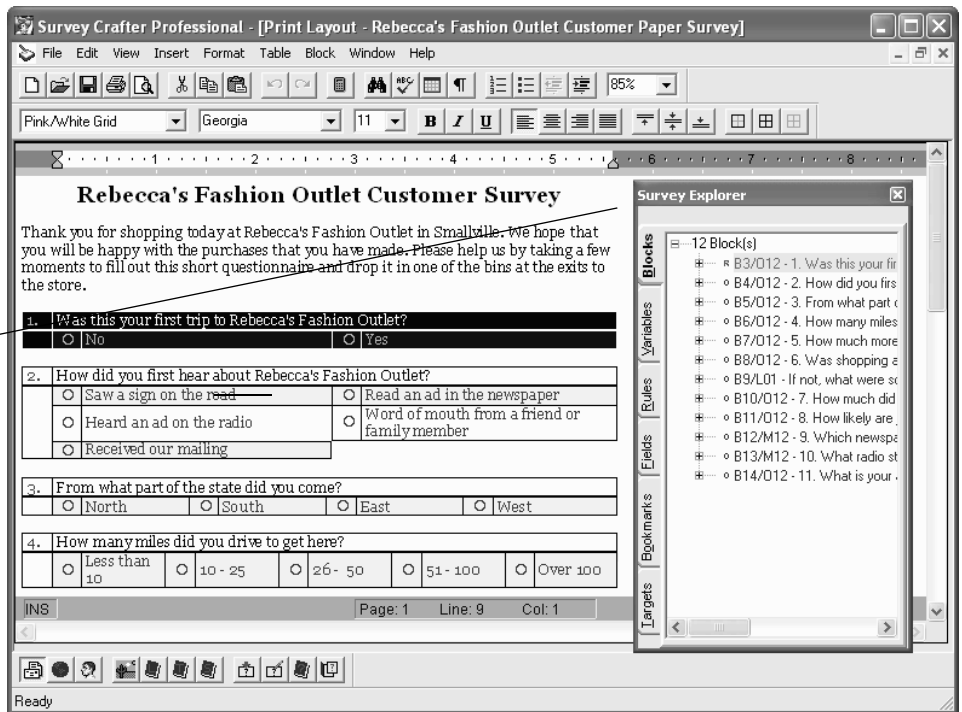 Survey Crafter Professional - [Print Layout - Rebecca's Fashion Outlet Customer Paper Survey]
File Edit View Insert Format Table Block Window Help
ABC 85%
Pink/White Grid Georgia 11 B I U
1 2 3 4 5 6 7 8
Rebecca's Fashion Outlet Customer Survey
Thank you for shopping today at Rebecca's Fashion Outlet in Smallville. We hope that
you will be happy with the purchases that you have made. Please help us by taking a few
moments to fill out this short questionnaire and drop it in one of the bins at the exits to
the store.
1. Was this your first trip to Rebecca's Fashion Outlet?
No Yes
2. How did you first hear about Rebecca's Fashion Outlet?
Saw a sign on the road Read an ad in the newspaper
Heard an ad on the radio Word of mouth from a friend or
family member
Received our mailing
3. From what part of the state did you come?
North South East West
4. How many miles did you drive to get here?
Less than
10 10 - 25 26 - 50 51 - 100 Over 100
INS Page: 1 Line: 9 Col: 1
Survey Explorer
Blocks
Variables
Rules
Fields
Bookmarks
Targets
12 Block(s)
B3/O12 - 1. Was this your fir
B4/O12 - 2. How did you firs
B5/O12 - 3. From what part c
B6/O12 - 4. How many miles
B7/O12 - 5. How much more
B8/O12 - 6. Was shopping a
B9/L01 - If not, what were so
B10/O12 - 7. How much did
B11/O12 - 8. How likely are
B12/M12 - 9. Which newspa
B13/M12 - 10. What radio st
B14/O12 - 11. What is your
Ready